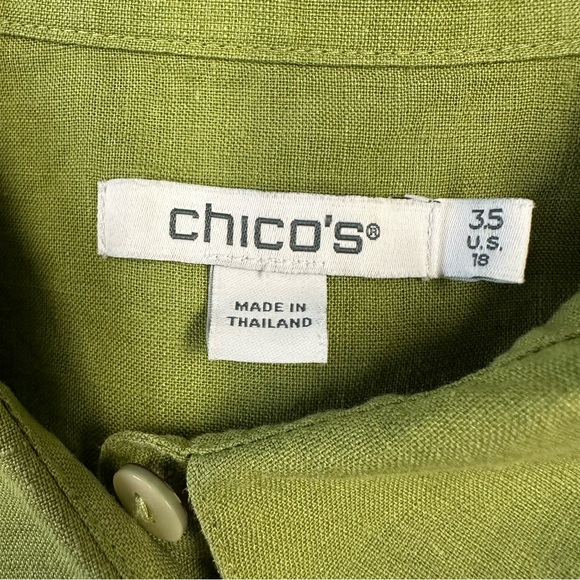 chico's®
3.5
U.S.
18
MADE IN
THAILAND